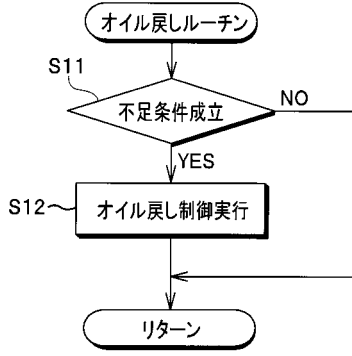 オイル戻しルーチン
S11
不足条件成立
NO
YES
S12
オイル戻し制御実行
リターン